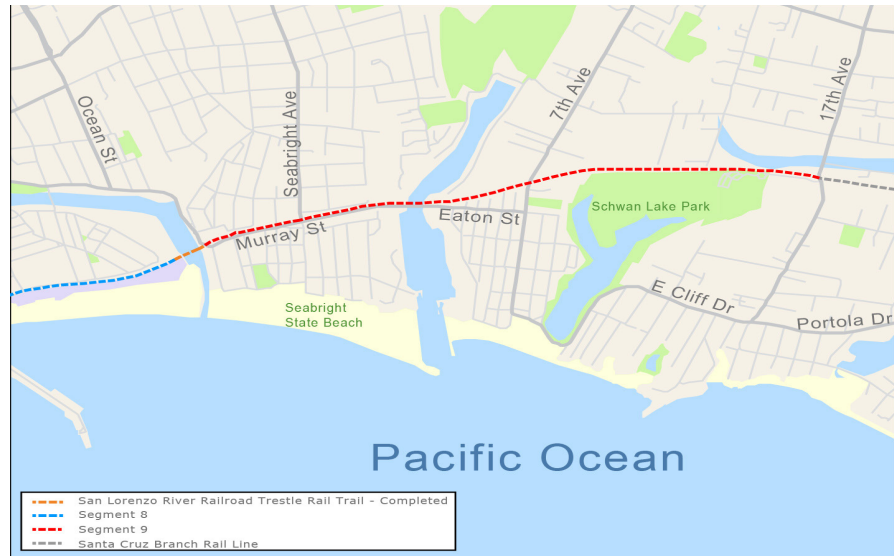 Ocean St
Seabright Ave
7th Ave
17th Ave
Schwan Lake Park
Murray St
Eaton St
E Cliff Dr
Portola Dr
Seabright
State Beach
Pacific Ocean
San Lorenzo River Railroad Trestle Rail Trail - Completed
Segment 8
Segment 9
Santa Cruz Branch Rail Line